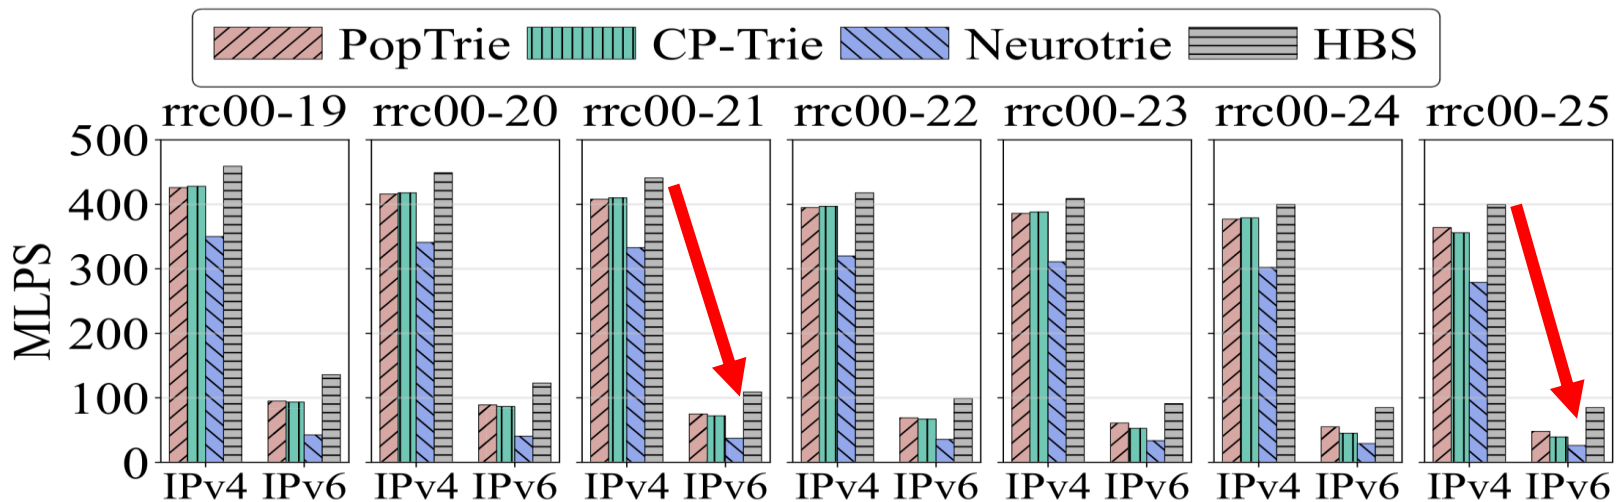 PopTrie CP-Trie Neurotrie HBS
rrc00-19 rrc00-20 rrc00-21 rrc00-22 rrc00-23 rrc00-24 rrc00-25
MLPS
500
400
300
200
100
0
IPv4 IPv6 IPv4 IPv6 IPv4 IPv6 IPv4 IPv6 IPv4 IPv6 IPv4 IPv6 IPv4 IPv6